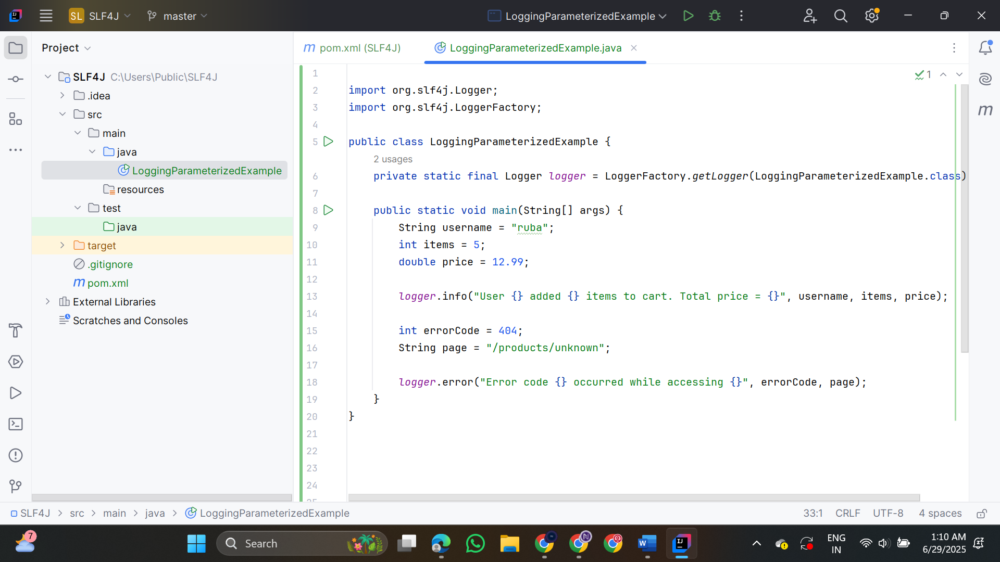 SL SLF4J master LoggingParameterizedExample
Project
pom.xml (SLF4J) LoggingParameterizedExample.java
SLF4J C:\Users\Public\SLF4J
.idea
src
main
java
LoggingParameterizedExample
resources
test
java
target
.gitignore
m pom.xml
External Libraries
Scratches and Consoles
1
1
2 import org.slf4j.Logger;
3 import org.slf4j.LoggerFactory;
4
5 public class LoggingParameterizedExample {
2 usages
6 private static final Logger logger = LoggerFactory.getLogger(LoggingParameterizedExample.class)
7
8 public static void main(String[] args) {
9 String username = "ruba";
10 int items = 5;
11 double price = 12.99;
12
13 logger.info("User {} added {} items to cart. Total price = {}", username, items, price);
14
15 int errorCode = 404;
16 String page = "/products/unknown";
17
18 logger.error("Error code {} occurred while accessing {}", errorCode, page);
19 }
20 }
21
22
23
24
25
SLF4J > src > main > java > LoggingParameterizedExample 33:1 CRLF UTF-8 4 spaces
7 Search ENG
IN
1:10 AM
6/29/2025